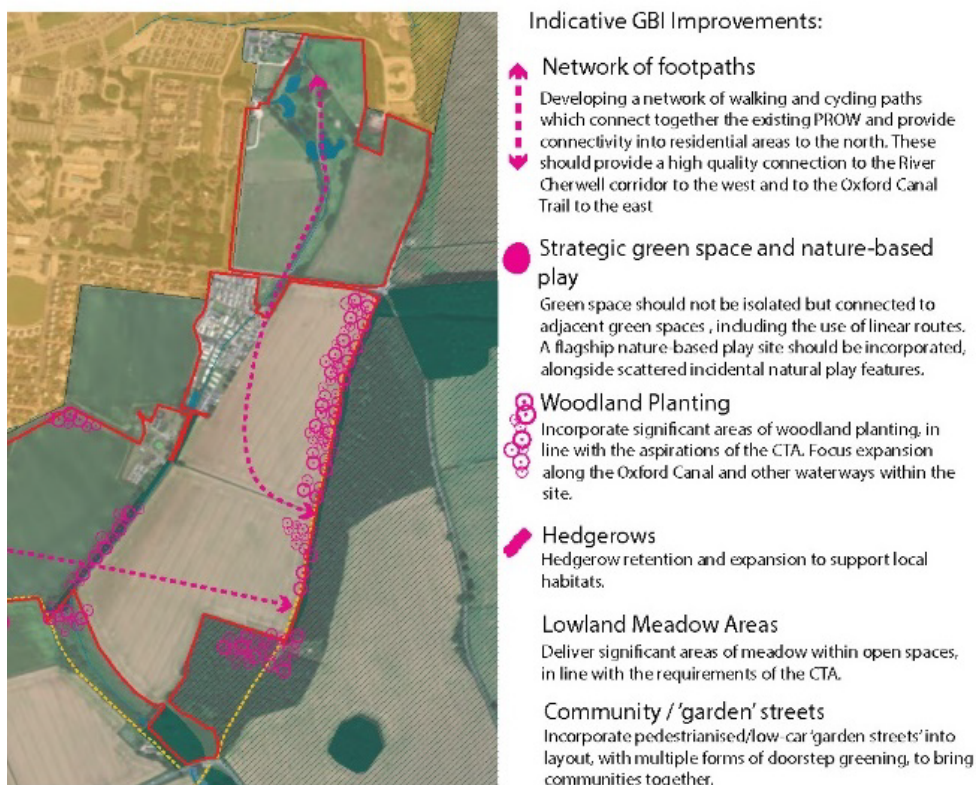 Indicative GBI Improvements:
Network of footpaths
Developing a network of walking and cycling paths
which connect together the existing PROW and provide
connectivity into residential areas to the north. These
should provide a high quality connection to the River
Cherwell corridor to the west and to the Oxford Canal
Trail to the east
Strategic green space and nature-based
play
Green space should not be isolated but connected to
adjacent green spaces , including the use of linear routes.
A flagship nature-based play site should be incorporated,
alongside scattered incidental natural play features.
Woodland Planting
Incorporate significant areas of woodland planting, in
line with the aspirations of the CTA. Focus expansion
along the Oxford Canal and other waterways within the
site.
Hedgerows
Hedgerow retention and expansion to support local
habitats.
Lowland Meadow Areas
Deliver significant areas of meadow within open spaces,
in line with the requirements of the CTA.
Community / 'garden' streets
Incorporate pedestrianised/low-car 'garden streets' into
layout, with multiple forms of doorstep greening, to bring
communities together.